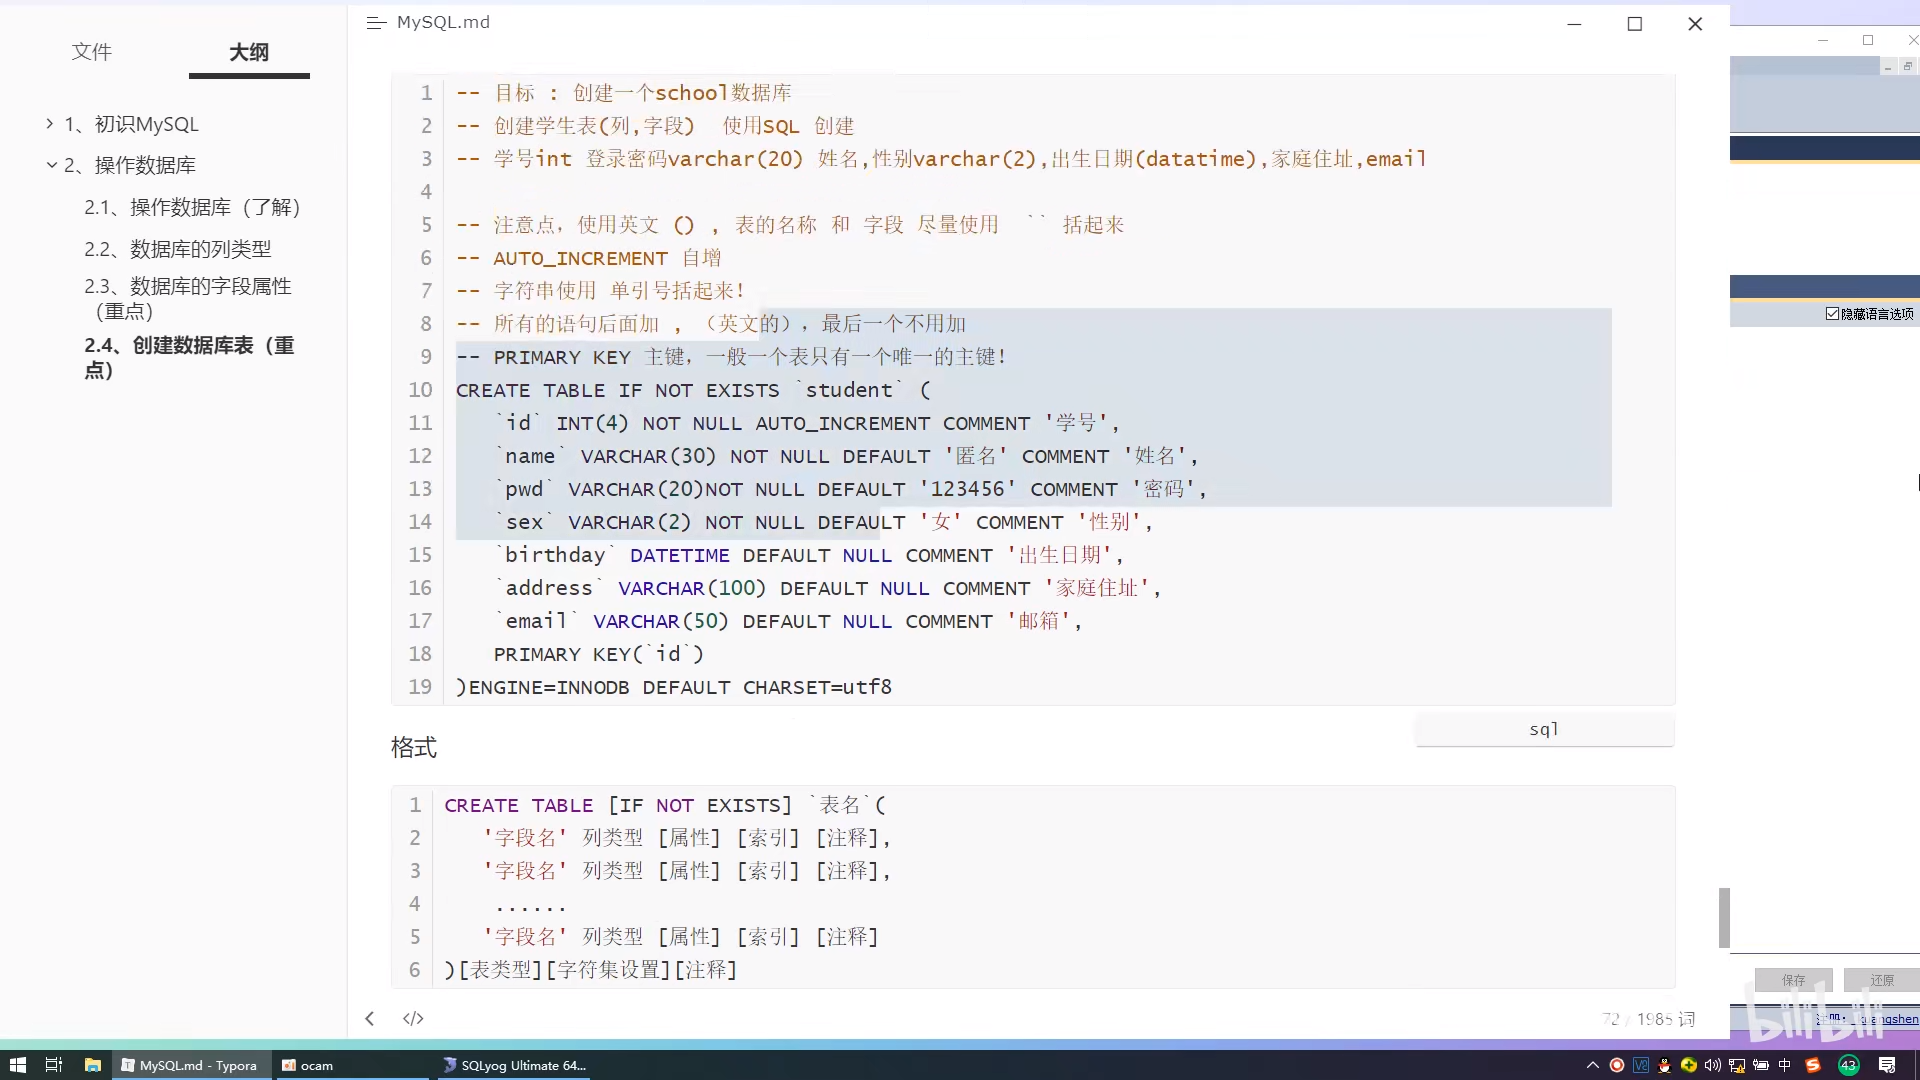 MySQL.md
文件
大纲
1、初识MySQL
2、操作数据库
2.1、操作数据库（了解）
2.2、数据库的列类型
2.3、数据库的字段属性
（重点）
2.4、创建数据库表（重
点）
1 -- 目标 : 创建一个school数据库
2 -- 创建学生表(列,字段)  使用SQL 创建
3 -- 学号int 登录密码varchar(20) 姓名,性别varchar(2),出生日期(datatime),家庭住址,email
4
5 -- 注意点，使用英文 () , 表的名称 和 字段 尽量使用  `` 括起来
6 -- AUTO_INCREMENT 自增
7 -- 字符串使用 单引号括起来！
8 -- 所有的语句后面加 , （英文的），最后一个不用加
9 -- PRIMARY KEY 主键，一般一个表只有一个唯一的主键！
10 CREATE TABLE IF NOT EXISTS `student` (
11 `id` INT(4) NOT NULL AUTO_INCREMENT COMMENT '学号',
12 `name` VARCHAR(30) NOT NULL DEFAULT '匿名' COMMENT '姓名',
13 `pwd` VARCHAR(20)NOT NULL DEFAULT '123456' COMMENT '密码',
14 `sex` VARCHAR(2) NOT NULL DEFAULT '女' COMMENT '性别',
15 `birthday` DATETIME DEFAULT NULL COMMENT '出生日期',
16 `address` VARCHAR(100) DEFAULT NULL COMMENT '家庭住址',
17 `email` VARCHAR(50) DEFAULT NULL COMMENT '邮箱',
18 PRIMARY KEY(`id`)
19 )ENGINE=INNODB DEFAULT CHARSET=utf8
sql
格式
1 CREATE TABLE [IF NOT EXISTS] `表名`(
2 '字段名' 列类型 [属性] [索引] [注释],
3 '字段名' 列类型 [属性] [索引] [注释],
4 ......
5 '字段名' 列类型 [属性] [索引] [注释]
6 )[表类型][字符集设置][注释]
72 / 1985 词
隐藏语言选项
保存
还原
bilibili
MySQL.md - Typora
ocam
SQLyog Ultimate 64...
中
43